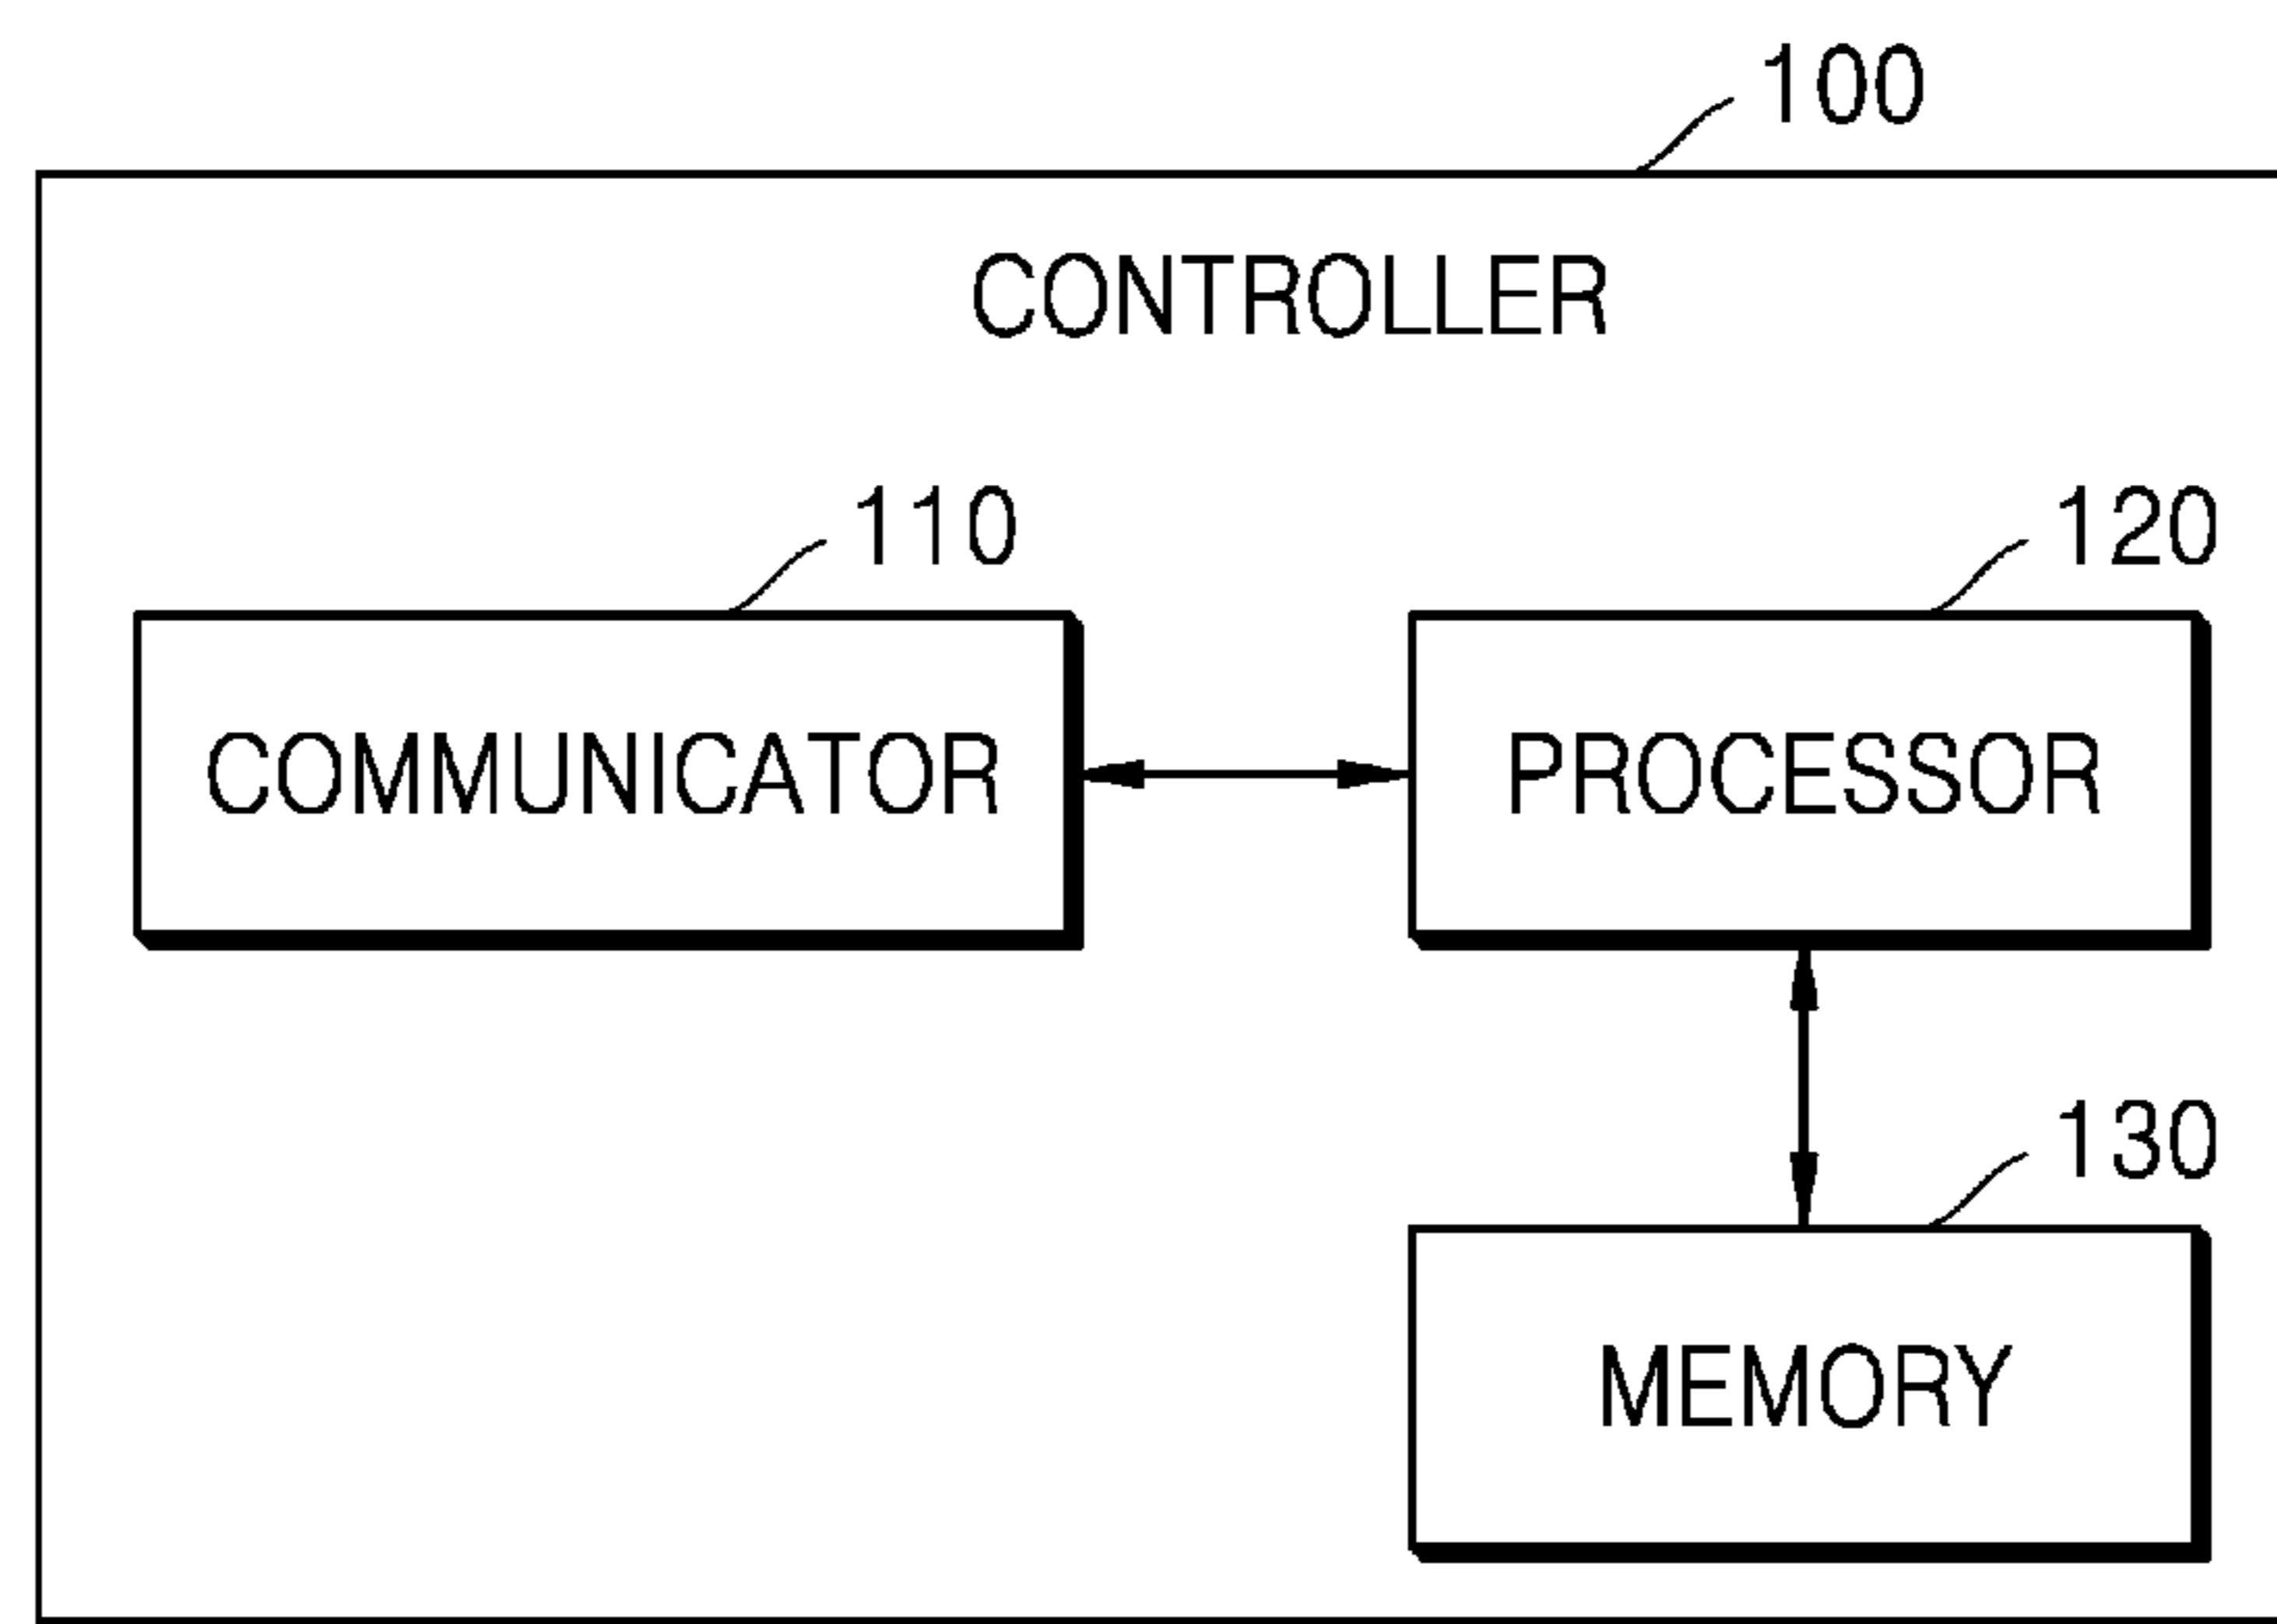 100
CONTROLLER
110
120
COMMUNICATOR
PROCESSOR
130
MEMORY